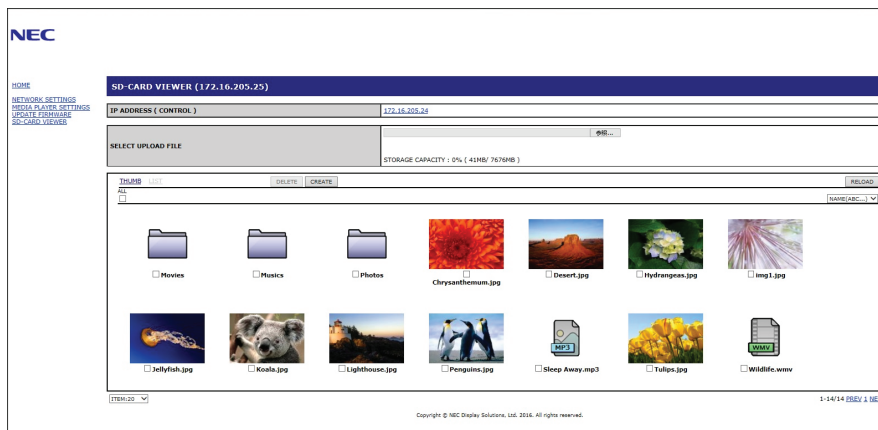 NEC
HOME
NETWORK SETTINGS
MEDIA PLAYER SETTINGS
UPDATE FIRMWARE
SD-CARD VIEWER
SD-CARD VIEWER (172.16.205.25)
IP ADDRESS ( CONTROL )
172.16.205.24
SELECT UPLOAD FILE
参照...
STORAGE CAPACITY : 0% ( 41MB/ 7676MB )
THUMB LIST DELETE CREATE RELOAD
ALL
NAME(ABC...)
Movies Musics Photos Chrysanthemum.jpg Desert.jpg Hydrangeas.jpg img1.jpg
MP3 WMV
Jellyfish.jpg Koala.jpg Lighthouse.jpg Penguins.jpg Sleep Away.mp3 Tulips.jpg Wildlife.wmv
ITEM:20
1-14/14 PREV 1 NE
Copyright © NEC Display Solutions, Ltd. 2016. All rights reserved.